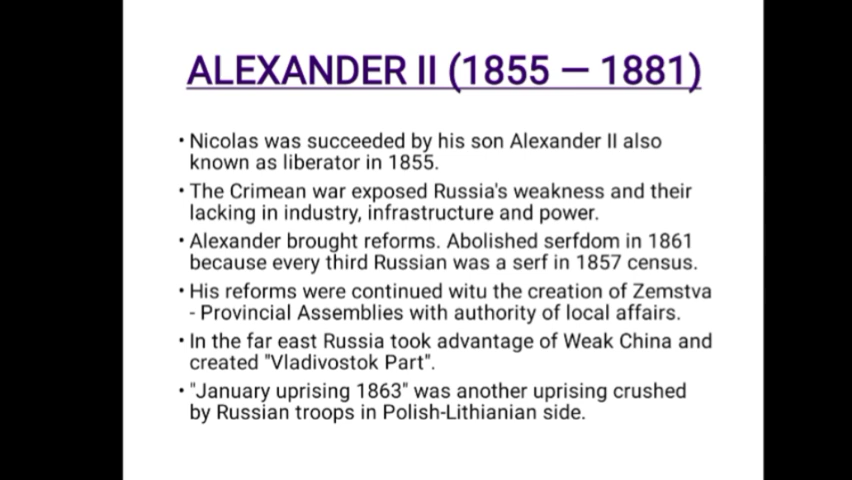 ALEXANDER II (1855 – 1881)
• Nicolas was succeeded by his son Alexander II also
known as liberator in 1855.
• The Crimean war exposed Russia's weakness and their
lacking in industry, infrastructure and power.
• Alexander brought reforms. Abolished serfdom in 1861
because every third Russian was a serf in 1857 census.
• His reforms were continued witu the creation of Zemstva
- Provincial Assemblies with authority of local affairs.
• In the far east Russia took advantage of Weak China and
created "Vladivostok Part".
• "January uprising 1863" was another uprising crushed
by Russian troops in Polish-Lithianian side.